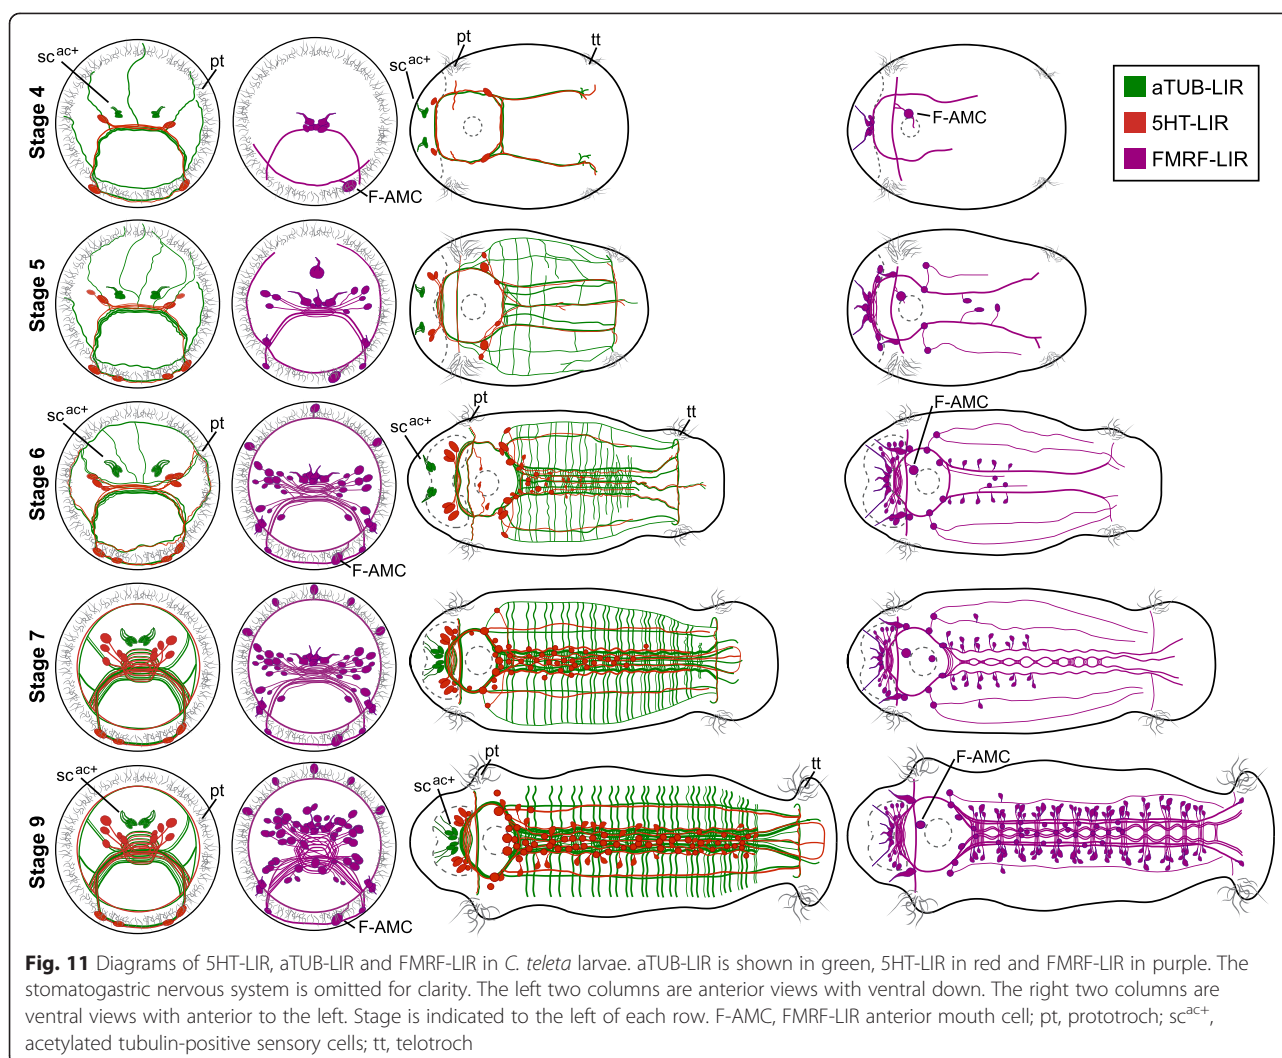 sc^ac+
pt
F-AMC
sc^ac+
pt
tt
F-AMC
aTUB-LIR
5HT-LIR
FMRF-LIR
Stage 4
Stage 5
sc^ac+
pt
F-AMC
sc^ac+
pt
tt
F-AMC
Stage 6
Stage 7
sc^ac+
pt
F-AMC
sc^ac+
pt
tt
F-AMC
Stage 9
Fig. 11 Diagrams of 5HT-LIR, aTUB-LIR and FMRF-LIR in C. teleta larvae. aTUB-LIR is shown in green, 5HT-LIR in red and FMRF-LIR in purple. The
stomatogastric nervous system is omitted for clarity. The left two columns are anterior views with ventral down. The right two columns are
ventral views with anterior to the left. Stage is indicated to the left of each row. F-AMC, FMRF-LIR anterior mouth cell; pt, prototroch; sc^ac+,
acetylated tubulin-positive sensory cells; tt, telotroch